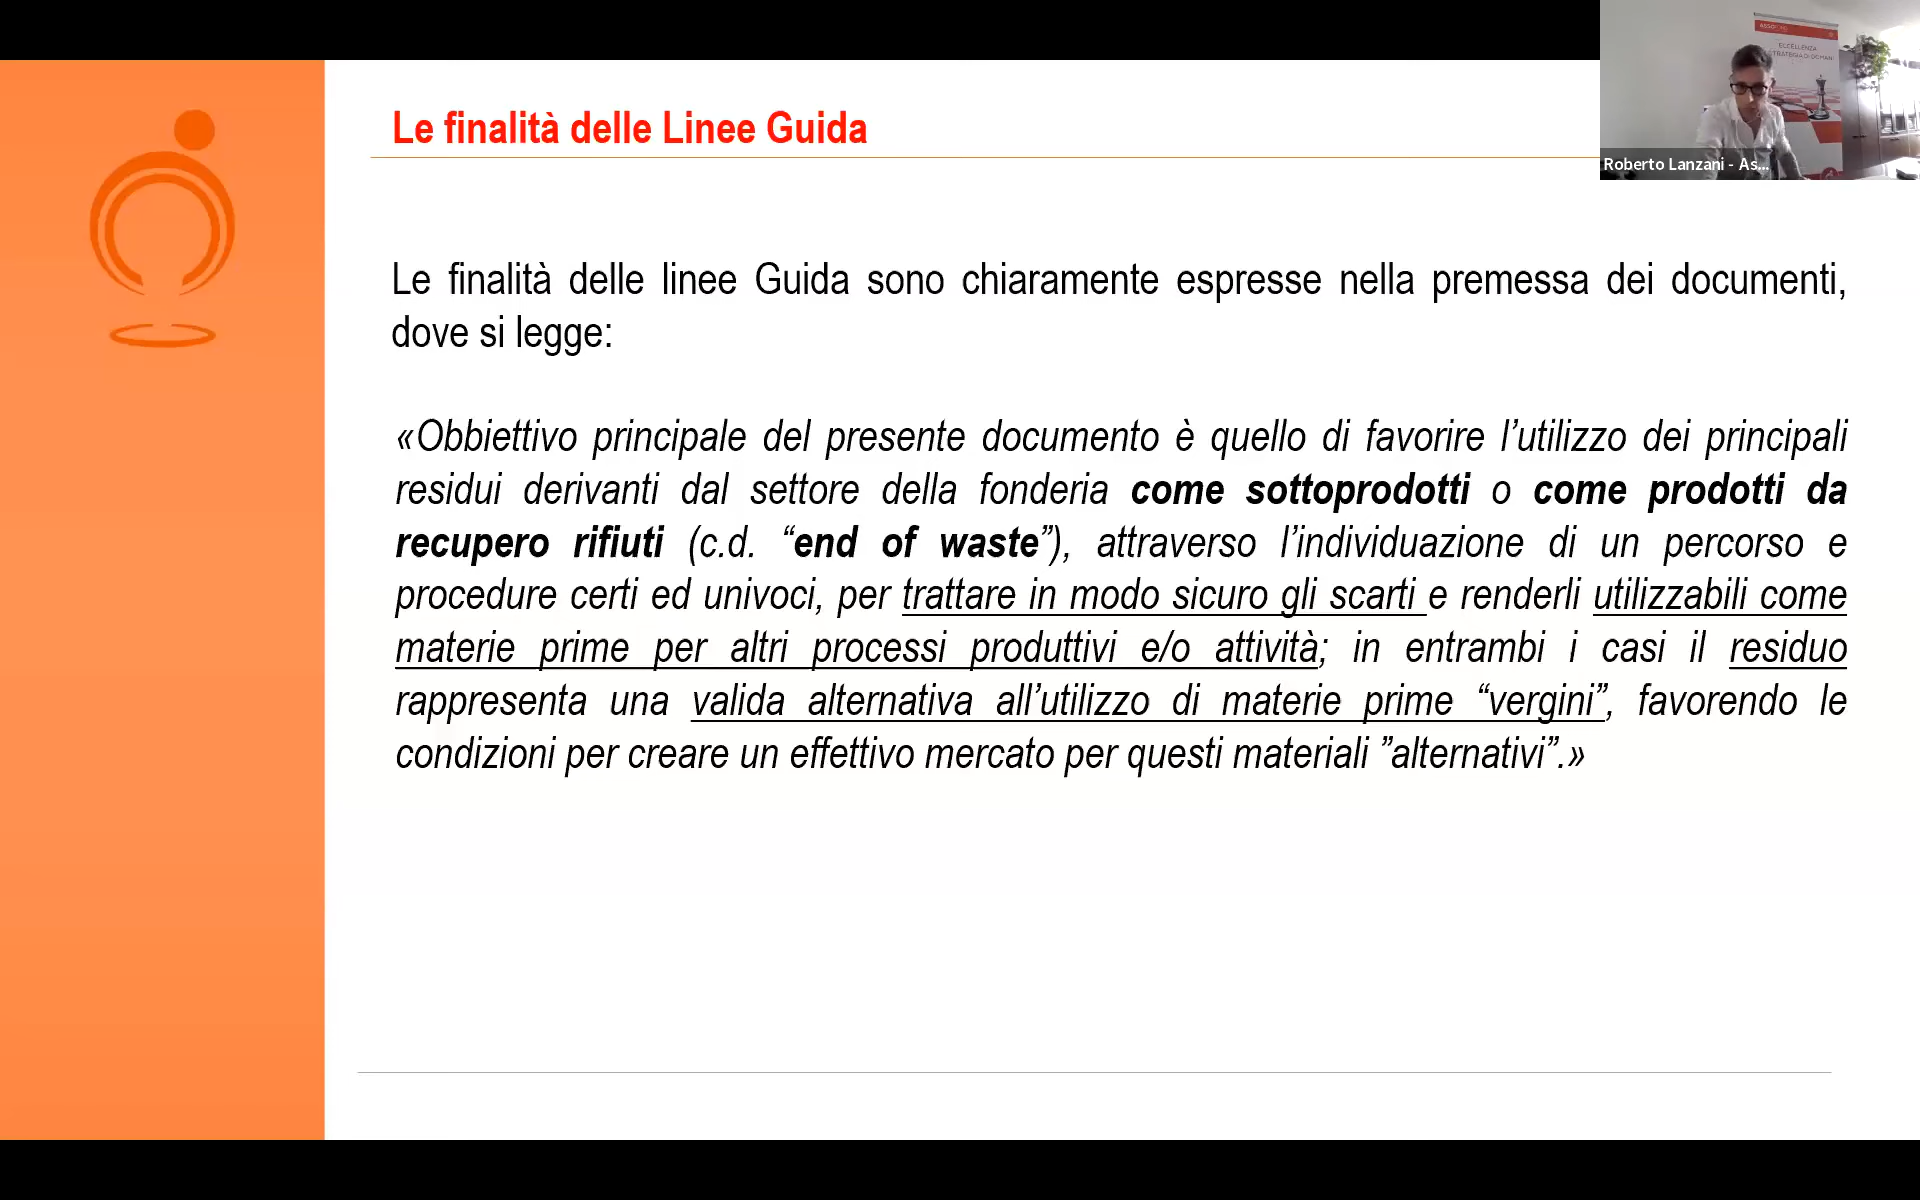 Le finalità delle Linee Guida
ECCELLENZA
Roberto Lanzani - As...
Le finalità delle linee Guida sono chiaramente espresse nella premessa dei documenti,
dove si legge:
«Obbiettivo principale del presente documento è quello di favorire l’utilizzo dei principali
residui derivanti dal settore della fonderia come sottoprodotti o come prodotti da
recupero rifiuti (c.d. “end of waste”), attraverso l’individuazione di un percorso e
procedure certi ed univoci, per trattare in modo sicuro gli scarti e renderli utilizzabili come
materie prime per altri processi produttivi e/o attività; in entrambi i casi il residuo
rappresenta una valida alternativa all’utilizzo di materie prime “vergini”, favorendo le
condizioni per creare un effettivo mercato per questi materiali ”alternativi”.»